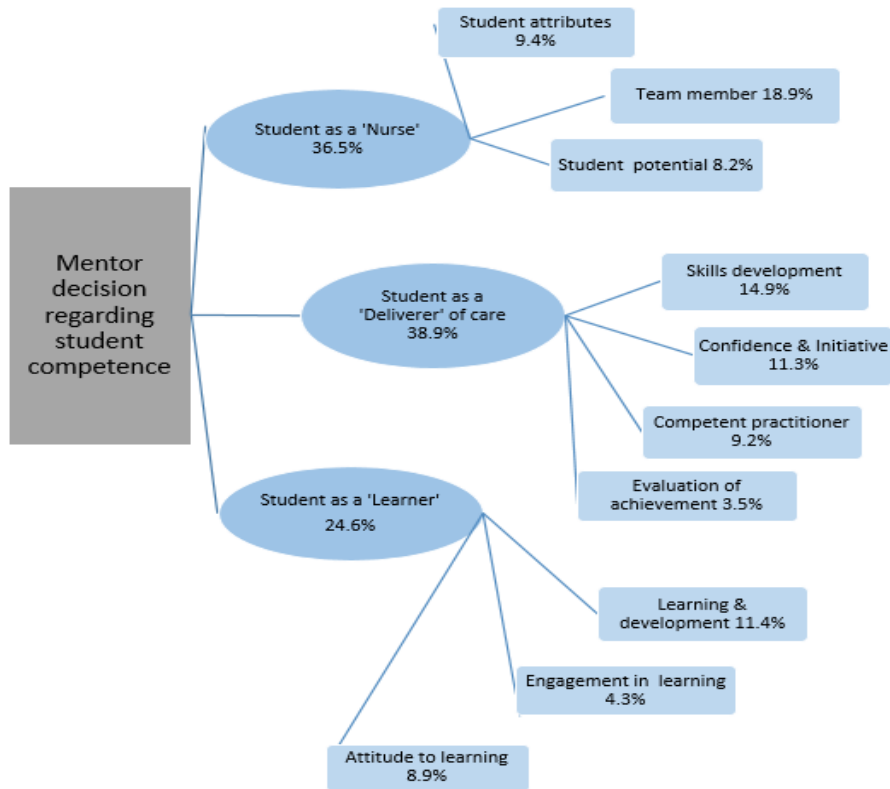 Mentor
decision
regarding
student
competence
Student as a 'Nurse'
36.5%
Student attributes
9.4%
Team member 18.9%
Student potential 8.2%
Student as a
'Deliverer' of care
38.9%
Skills development
14.9%
Confidence & Initiative
11.3%
Competent practitioner
9.2%
Evaluation of
achievement 3.5%
Student as a 'Learner'
24.6%
Learning &
development 11.4%
Engagement in learning
4.3%
Attitude to learning
8.9%